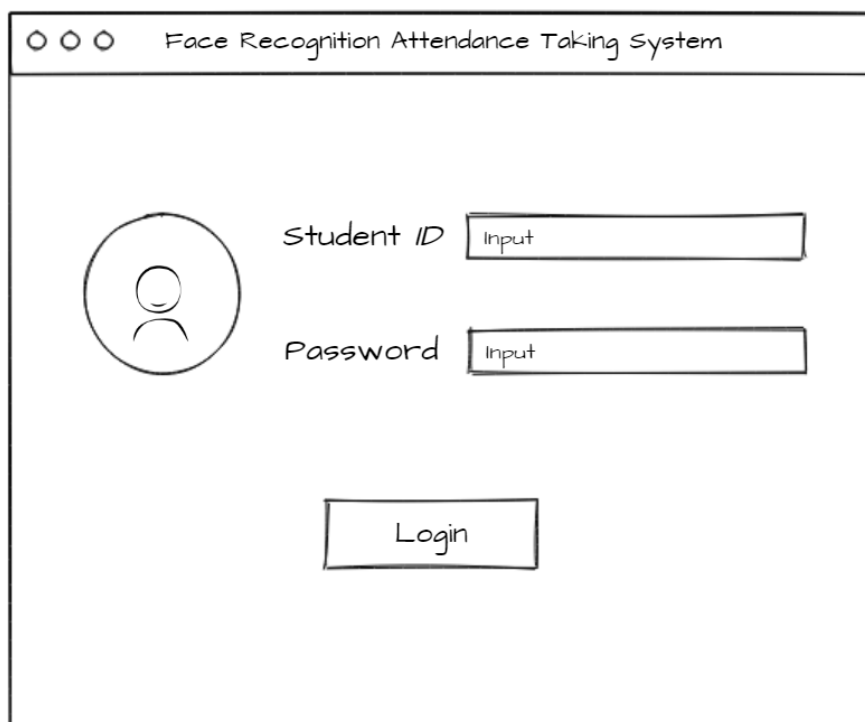 Face Recognition Attendance Taking System
Student ID Input
Password Input
Login